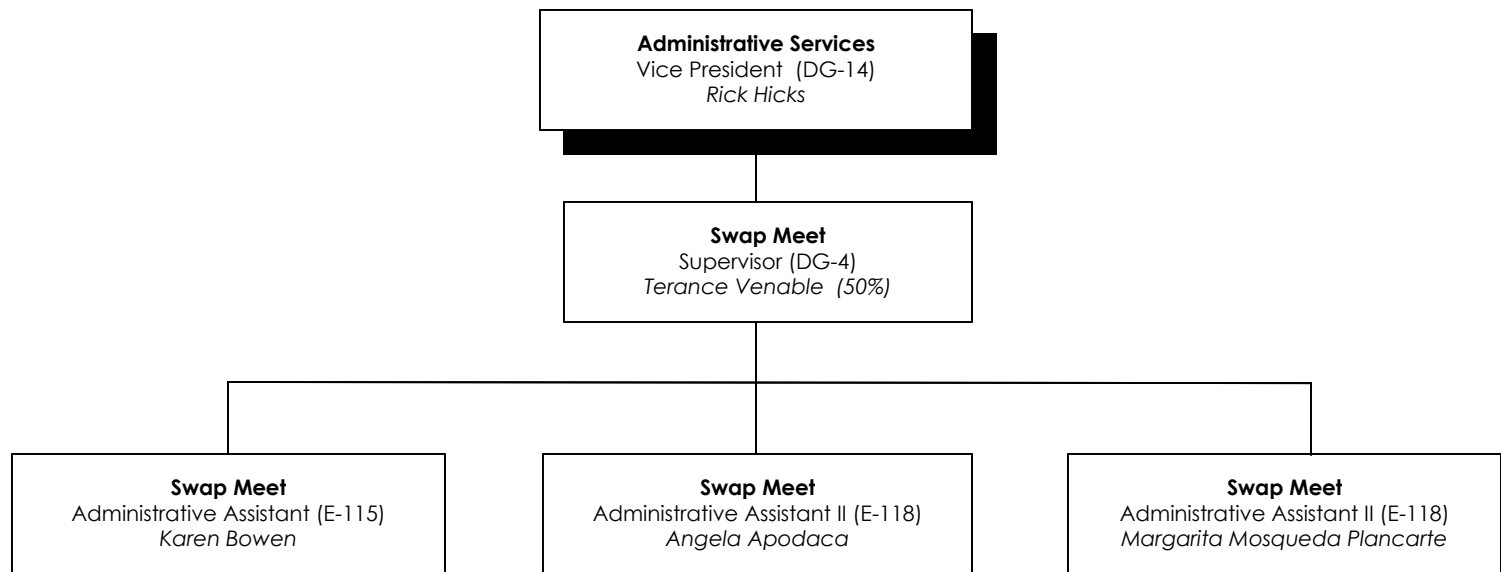 Administrative Services
Vice President (DG-14)
Rick Hicks
Swap Meet
Supervisor (DG-4)
Terance Venable (50%)
Swap Meet
Administrative Assistant (E-115)
Karen Bowen
Swap Meet
Administrative Assistant II (E-118)
Angela Apodaca
Swap Meet
Administrative Assistant II (E-118)
Margarita Mosqueda Plancarte